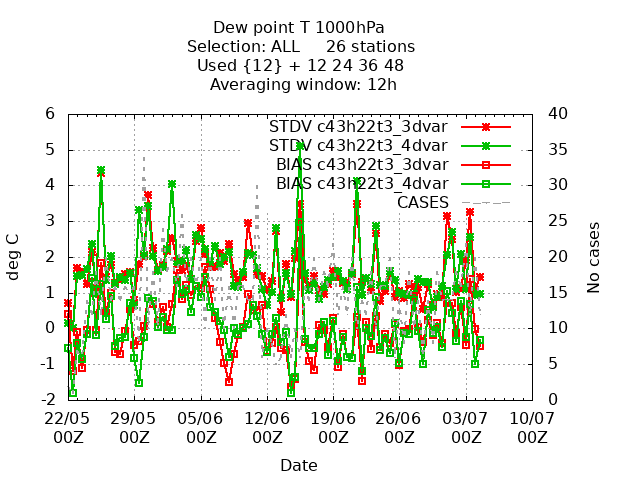 Dew point T 1000hPa
Selection: ALL     26 stations
Used {12} + 12 24 36 48
Averaging window: 12h
STDV c43h22t3_3dvar
STDV c43h22t3_4dvar
BIAS c43h22t3_3dvar
BIAS c43h22t3_4dvar
CASES
6
5
4
3
2
1
0
-1
-2
deg C
40
35
30
25
20
15
10
5
0
No cases
22/05 29/05 05/06 12/06 19/06 26/06 03/07 10/07
00Z 00Z 00Z 00Z 00Z 00Z 00Z 00Z
Date